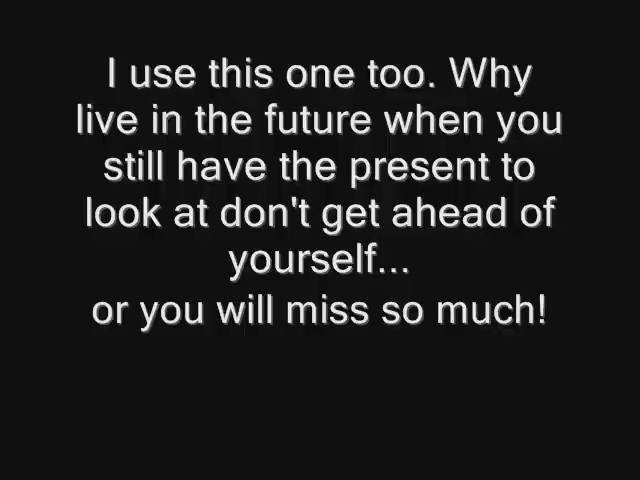 I use this one too. Why
live in the future when you
still have the present to
look at don't get ahead of
yourself...
or you will miss so much!